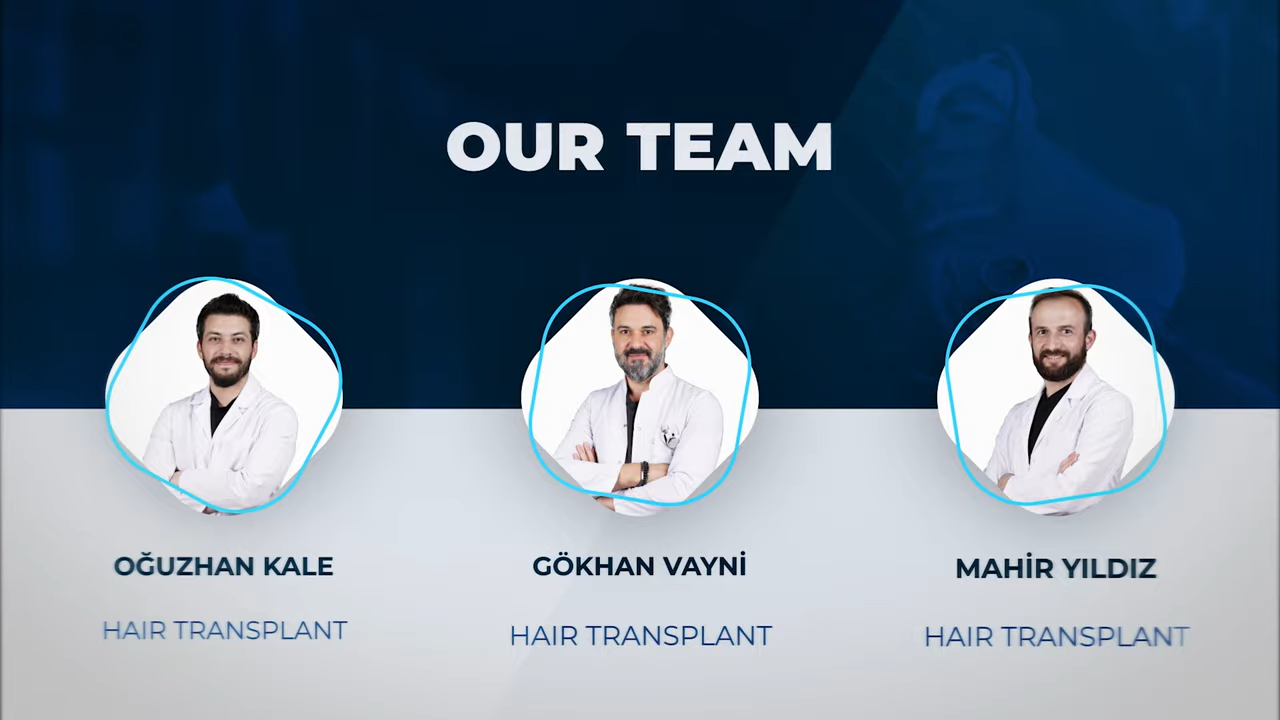 OUR TEAM
OĞUZHAN KALE
HAIR TRANSPLANT
GÖKHAN VAYNİ
HAIR TRANSPLANT
MAHİR YILDIZ
HAIR TRANSPLANT